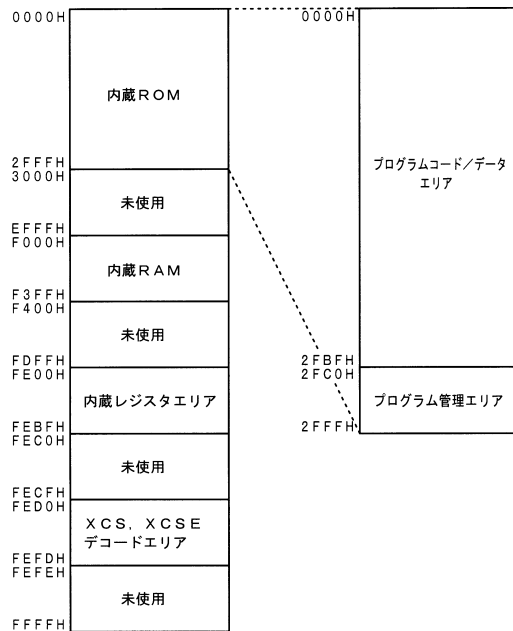 0000H
内蔵ROM
2FFFH
3000H
未使用
EFFFH
F000H
内蔵RAM
F3FFH
F400H
未使用
FDFFH
FE00H
内蔵レジスタエリア
FEBFH
FEC0H
未使用
FECFH
FED0H
XCS, XCSE
デコードエリア
FEFDH
FEFEH
未使用
FFFFH
0000H
プログラムコード/データ
エリア
2FBFH
2FC0H
プログラム管理エリア
2FFFH